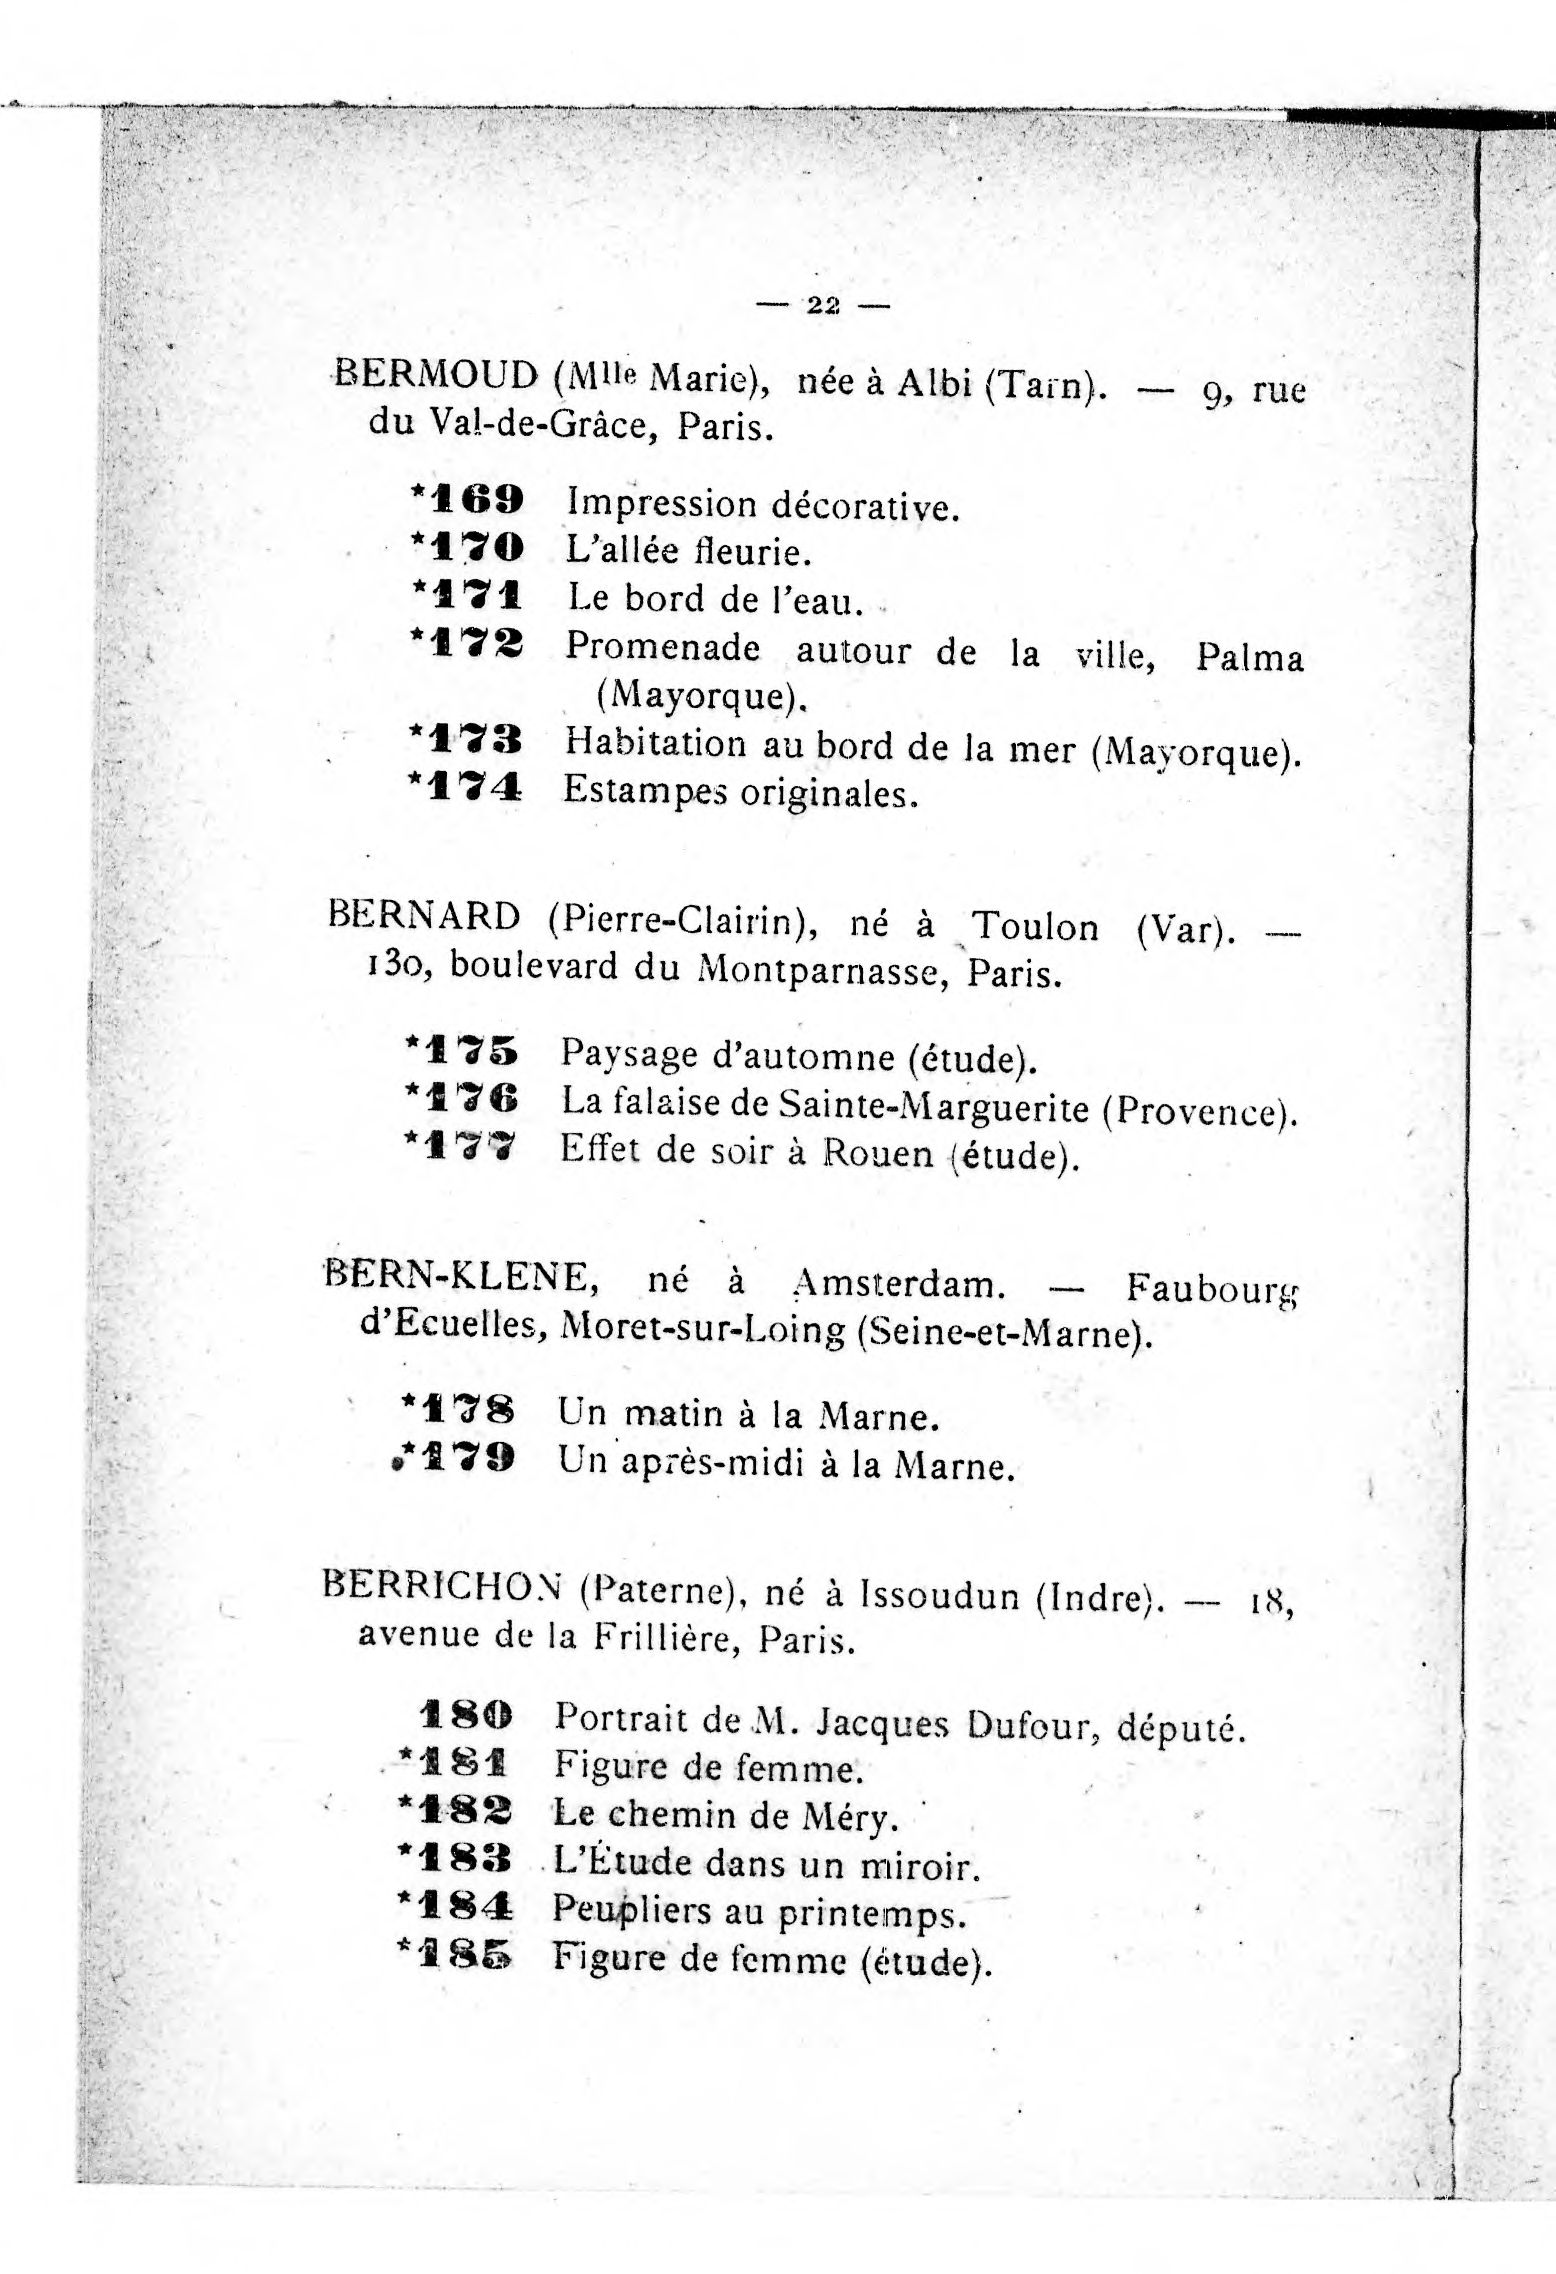 — 22 —
BERMOUD (Mlle Marie), née à Albi (Tarn). — 9, rue
du Val-de-Grâce, Paris.
*169 Impression décorative.
*170 L'allée fleurie.
*171 Le bord de l'eau.
*172 Promenade autour de la ville, Palma
(Mayorque).
*173 Habitation au bord de la mer (Mayorque).
*174 Estampes originales.
BERNARD (Pierre-Clairin), né à Toulon (Var). —
130, boulevard du Montparnasse, Paris.
*175 Paysage d'automne (étude).
*176 La falaise de Sainte-Marguerite (Provence).
*177 Effet de soir à Rouen (étude).
BERN-KLENE, né à Amsterdam. — Faubourg
d'Ecuelles, Moret-sur-Loing (Seine-et-Marne).
*178 Un matin à la Marne.
*179 Un après-midi à la Marne.
BERRICHON (Paterne), né à Issoudun (Indre). — 18,
avenue de la Frillière, Paris.
180 Portrait de M. Jacques Dufour, député.
*181 Figure de femme.
*182 Le chemin de Méry.
*183 L'Étude dans un miroir.
*184 Peupliers au printemps.
*185 Figure de femme (étude).